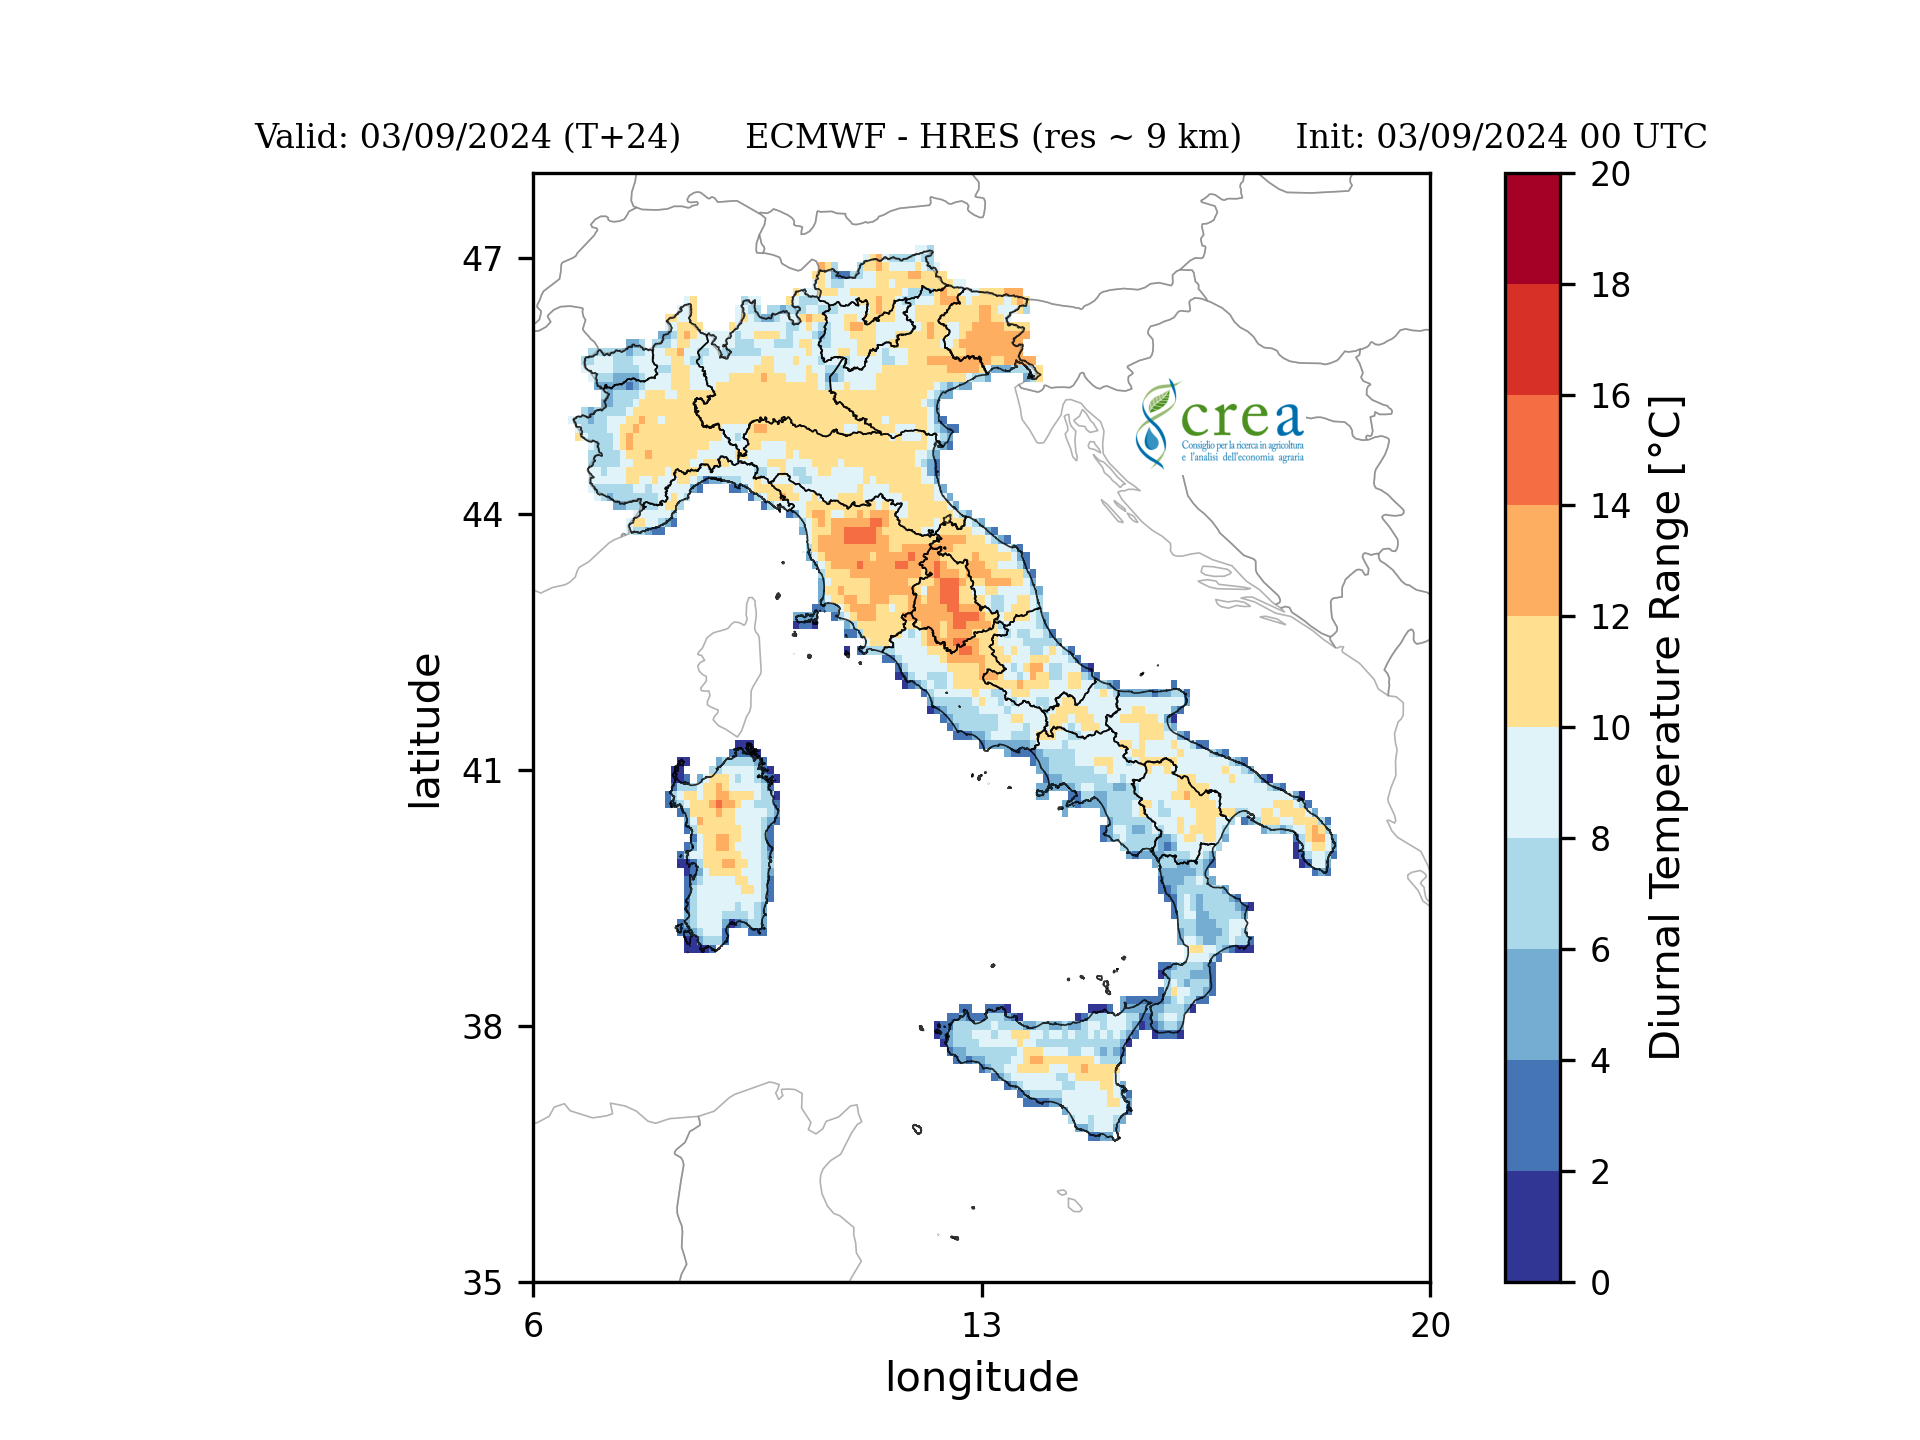 Valid: 03/09/2024 (T+24) ECMWF - HRES (res ~ 9 km) Init: 03/09/2024 00 UTC
47
44
41
38
35
latitude
6 13 20
longitude
crea
Consiglio per la ricerca in agricoltura
e l'analisi dell'economia agraria
20
18
16
14
12
10
8
6
4
2
0
Diurnal Temperature Range [°C]